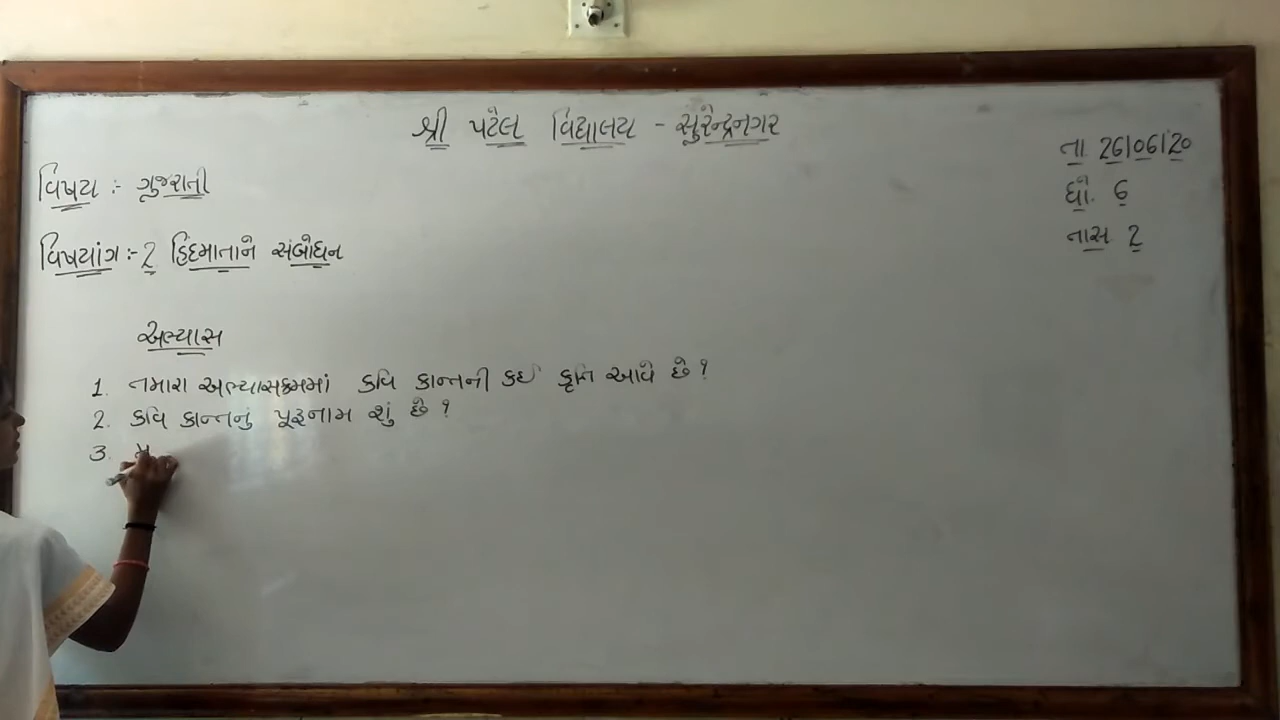 શ્રી પટેલ વિદ્યાલય - સુરેન્દ્રનગર
તા 26/06/20
વિષય :- ગુજરાતી
ધો. 6
વિષયાંગ :- 2 હિંદમાતાને સંબોધન
તાસ 2
અભ્યાસ
1. તમારા અભ્યાસક્રમમાં કવિ કાન્તની કઈ કૃતિ આવે છે ?
2. કવિ કાન્તનું પૂરૂનામ શું છે ?
3.